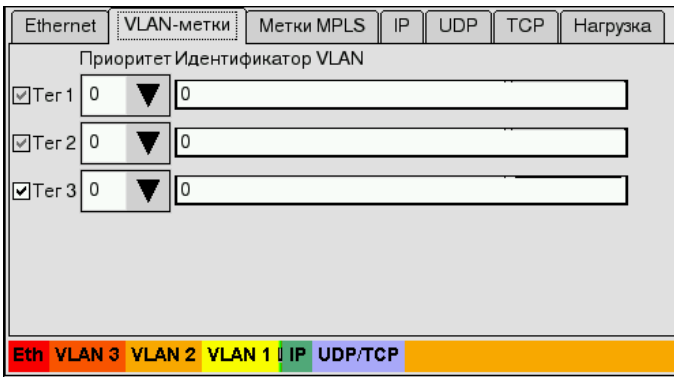 Ethernet VLAN-метки Метки MPLS IP UDP TCP Нагрузка
Приоритет Идентификатор VLAN
Тег 1 0 0
Тег 2 0 0
Тег 3 0 0
Eth VLAN 3 VLAN 2 VLAN 1 IP UDP/TCP